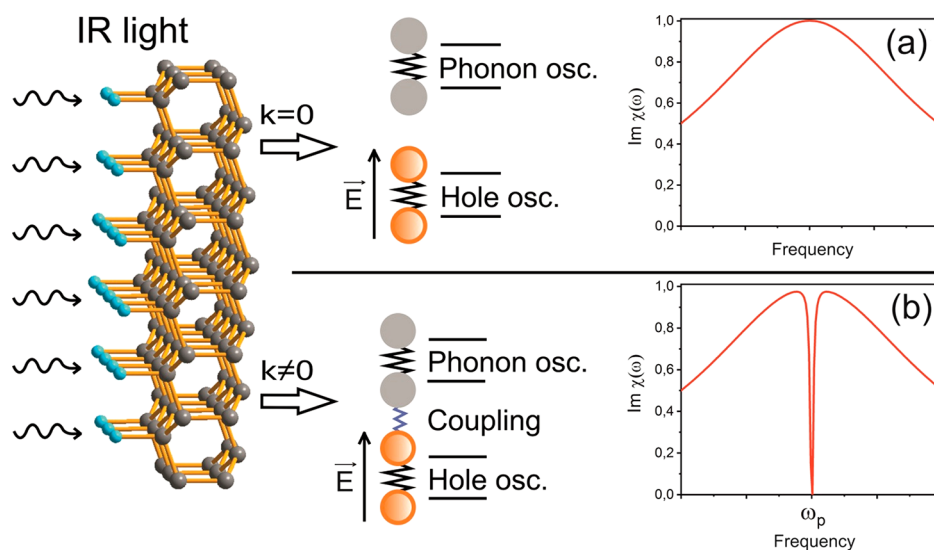 IR light
k=0
Phonon osc.
E
Hole osc.
k≠0
Phonon osc.
Coupling
E
Hole osc.
(a)
Im χ(ω)
1,0
0,8
0,6
0,4
0,2
0,0
Frequency
(b)
Im χ(ω)
1,0
0,8
0,6
0,4
0,2
0,0
ωp
Frequency